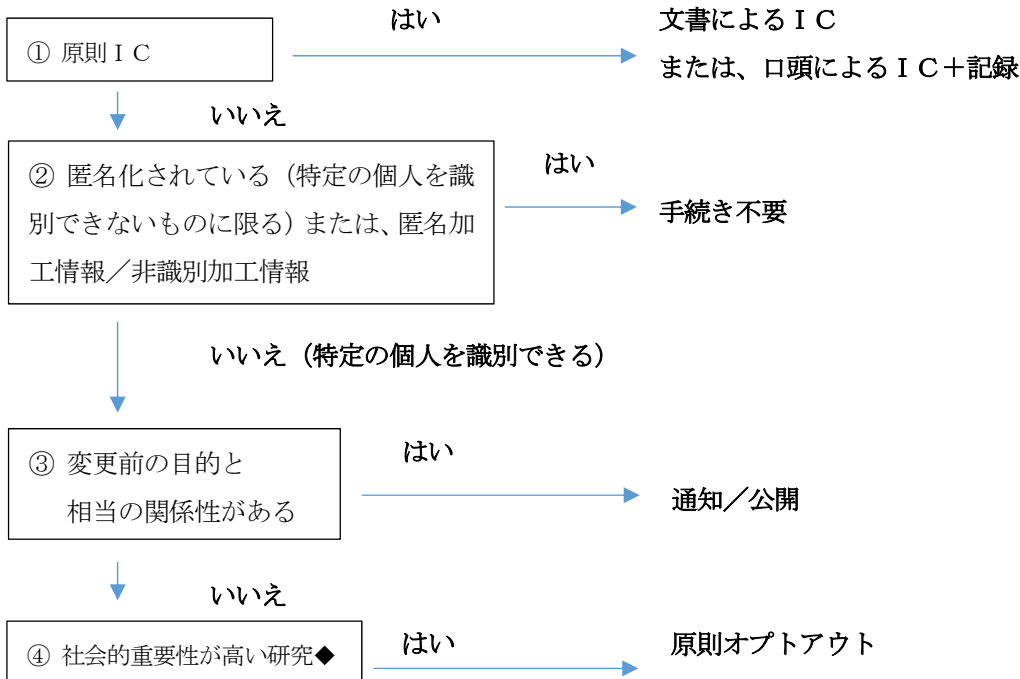 はい
文書によるＩＣ
① 原則ＩＣ
または、口頭によるＩＣ＋記録
いいえ
② 匿名化されている（特定の個人を識
別できないものに限る）または、匿名加
工情報／非識別加工情報
はい
手続き不要
いいえ（特定の個人を識別できる）
③ 変更前の目的と
相当の関係性がある
はい
通知／公開
いいえ
④ 社会的重要性が高い研究◆
はい
原則オプトアウト